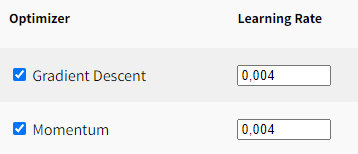 Optimizer Learning Rate
Gradient Descent 0,004
Momentum 0,004